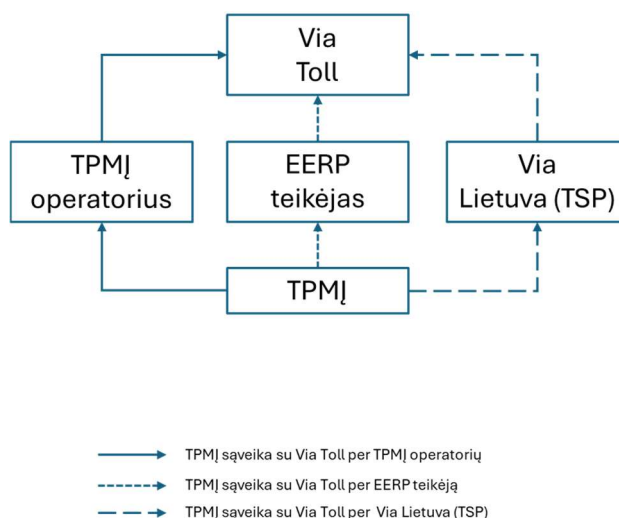 Via
Toll
TPMĮ
operatorius
EERP
teikėjas
Via
Lietuva (TSP)
TPMĮ
TPMĮ sąveika su Via Toll per TPMĮ operatorių
TPMĮ sąveika su Via Toll per EERP teikėją
TPMĮ sąveika su Via Toll per Via Lietuva (TSP)